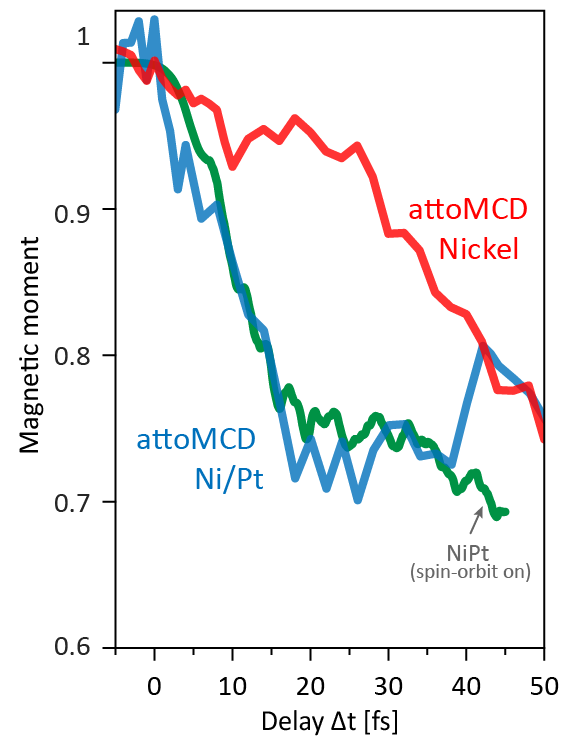 1
0.9
0.8
0.7
0.6
Magnetic moment
attoMCD
Nickel
attoMCD
Ni/Pt
NiPt
(spin-orbit on)
0
10
20
30
40
50
Delay Δt [fs]